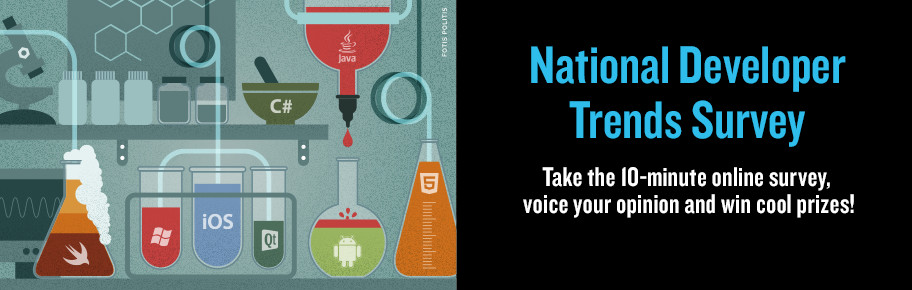 FOTIS POLITIS
Java
C#
iOS
Qt
5
National Developer
Trends Survey
Take the 10-minute online survey,
voice your opinion and win cool prizes!